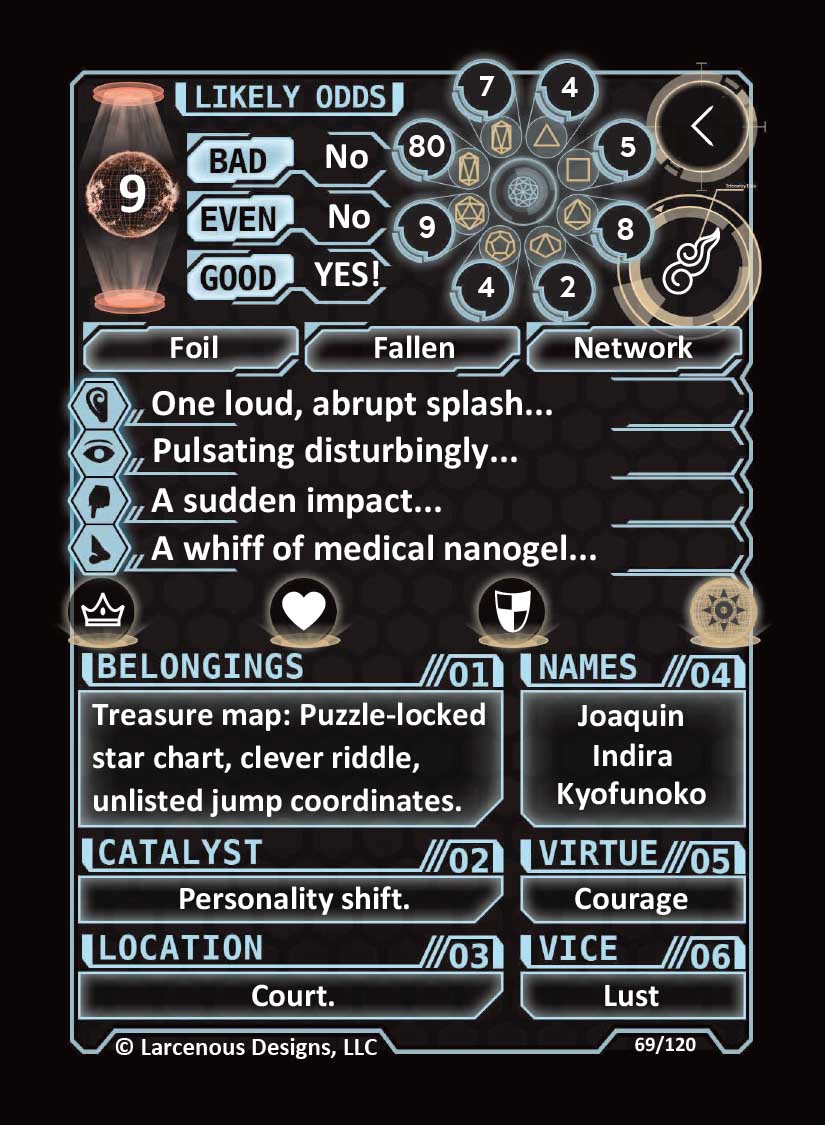 LIKELY ODDS
9
BAD No
EVEN No
GOOD YES!
7
4
80
5
9
8
4
2
Foil
Fallen
Network
One loud, abrupt splash...
Pulsating disturbingly...
A sudden impact...
A whiff of medical nanogel...
BELONGINGS ///01
Treasure map: Puzzle-locked
star chart, clever riddle,
unlisted jump coordinates.
NAMES ///04
Joaquin
Indira
Kyofunoko
CATALYST ///02
Personality shift.
VIRTUE ///05
Courage
LOCATION ///03
Court.
VICE ///06
Lust
© Larcenous Designs, LLC
69/120